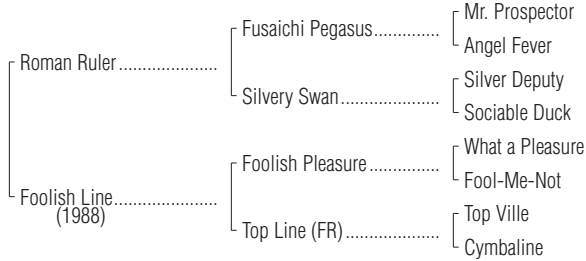 Mr. Prospector
Fusaichi Pegasus..............
Angel Fever
Roman Ruler.....................
Silver Deputy
Silvery Swan.....................
Sociable Duck
What a Pleasure
Foolish Pleasure...............
Fool-Me-Not
Foolish Line......................
(1988)
Top Ville
Top Line (FR)....................
Cymbaline